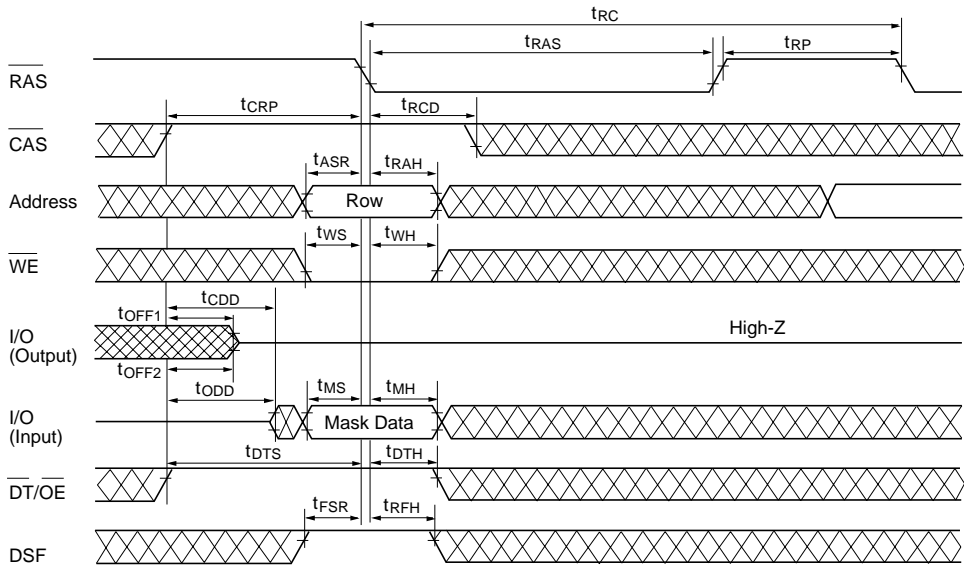 tRC
tRAS
tRP
RAS
tCRP
tRCD
CAS
tASR
tRAH
Address
Row
tWS
tWH
WE
tCDD
tOFF1
I/O
(Output)
High-Z
tOFF2
tODD
tMS
tMH
I/O
(Input)
Mask Data
tDTS
tDTH
DT/OE
tFSR
tRFH
DSF